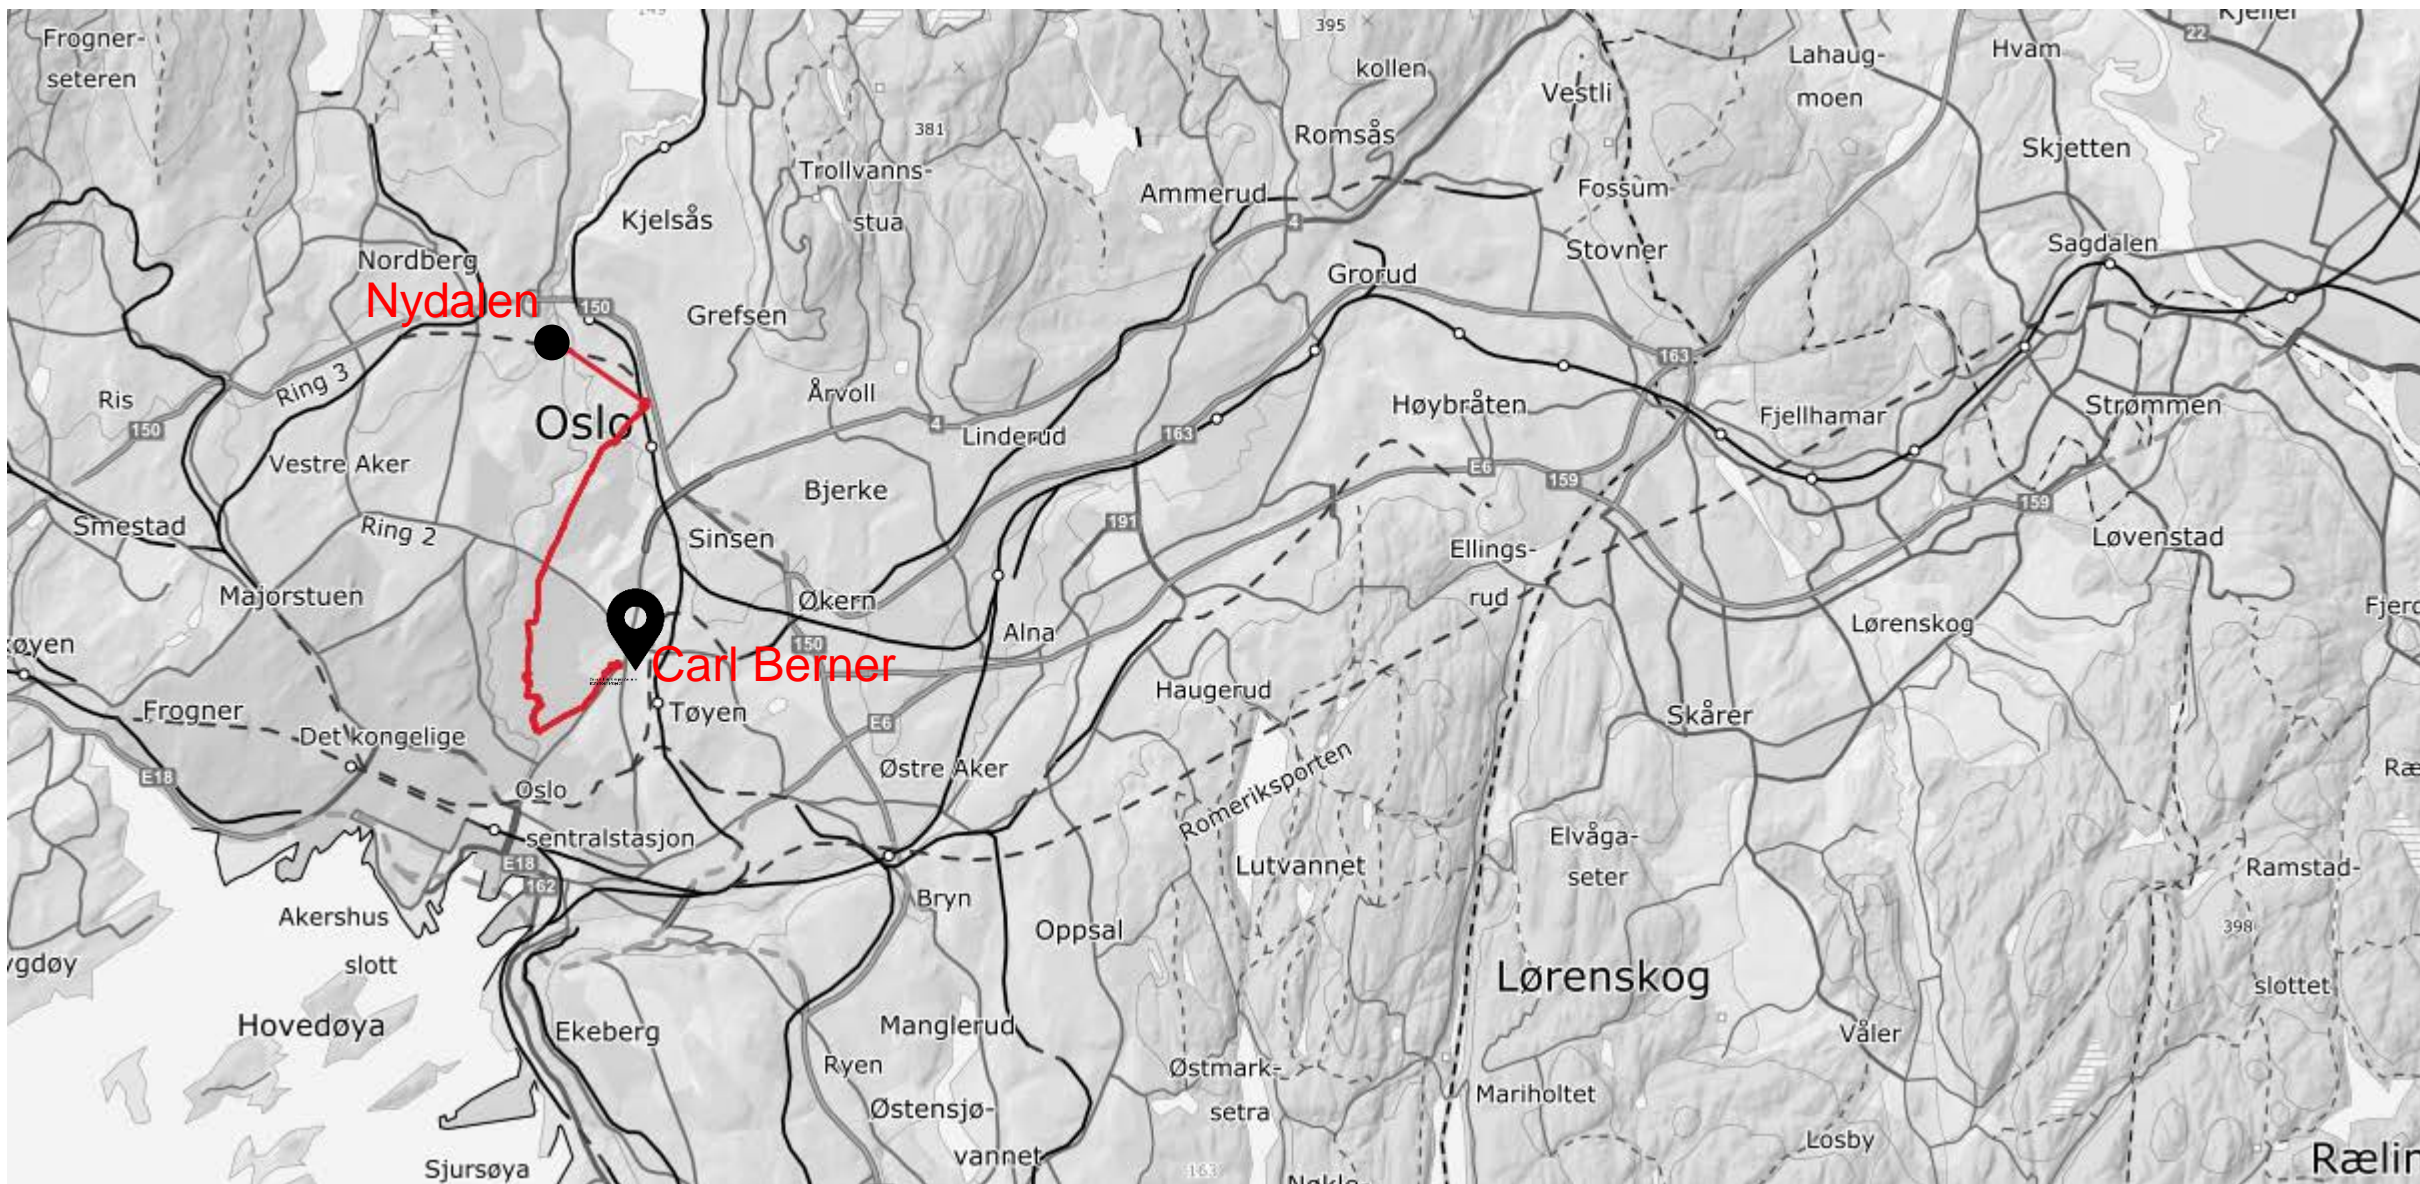 Frogner-
seteren
149
395
kollen
Vestli
Lahaug-
moen
Hvam
Kjeller
22
381
Romsås
Skjetten
Trollvanns-
stua
Ammerud
Fossum
Kjelsås
4
Stovner
Sagdalen
Nordberg
Grorud
Nydalen
150
Grefsen
163
Ring 3
Ris
150
Årvoll
4
Oslo
Linderud
163
Høybråten
Fjellhamar
Strømmen
Vestre Aker
Bjerke
E6
159
159
Smestad
Ring 2
Sinsen
191
Ellings-
rud
Løvenstad
Majorstuen
Økern
Alna
Lørenskog
150
Carl Berner
Haugerud
Frogner
Tøyen
E6
Skårer
Det kongelige
E18
Østre Aker
Romeriksporten
Oslo
sentralstasjon
E18
162
Elvåga-
seter
Lutvannet
Ramstad-
slottet
Akershus
slott
Bryn
Oppsal
398
Lørenskog
Hovedøya
Ekeberg
Manglerud
Våler
Ryen
Østmark-
setra
Mariholtet
Østensjø-
vannet
Losby
Sjursøya
163